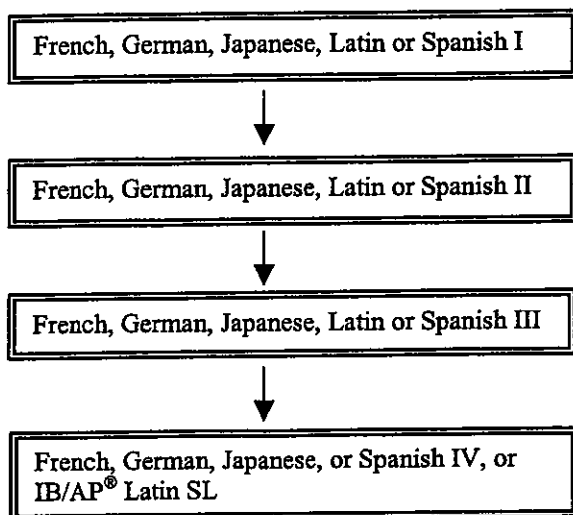 French, German, Japanese, Latin or Spanish I
French, German, Japanese, Latin or Spanish II
French, German, Japanese, Latin or Spanish III
French, German, Japanese, or Spanish IV, or
IB/AP® Latin SL